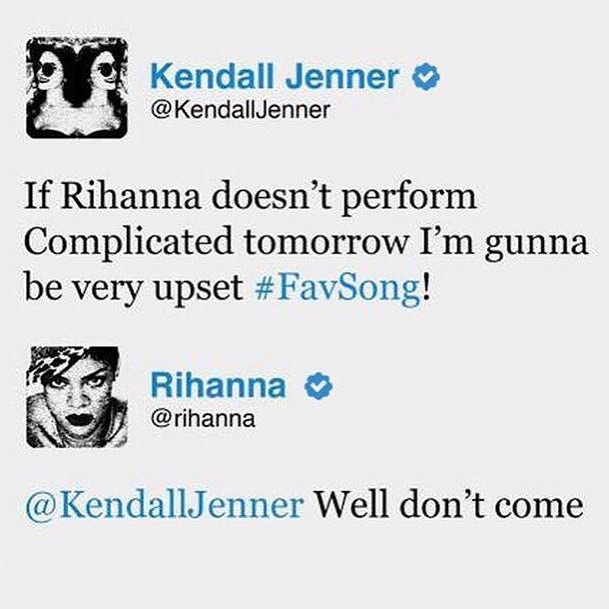 Kendall Jenner
@KendallJenner
If Rihanna doesn’t perform
Complicated tomorrow I’m gunna
be very upset #FavSong!
Rihanna
@rihanna
@KendallJenner Well don’t come